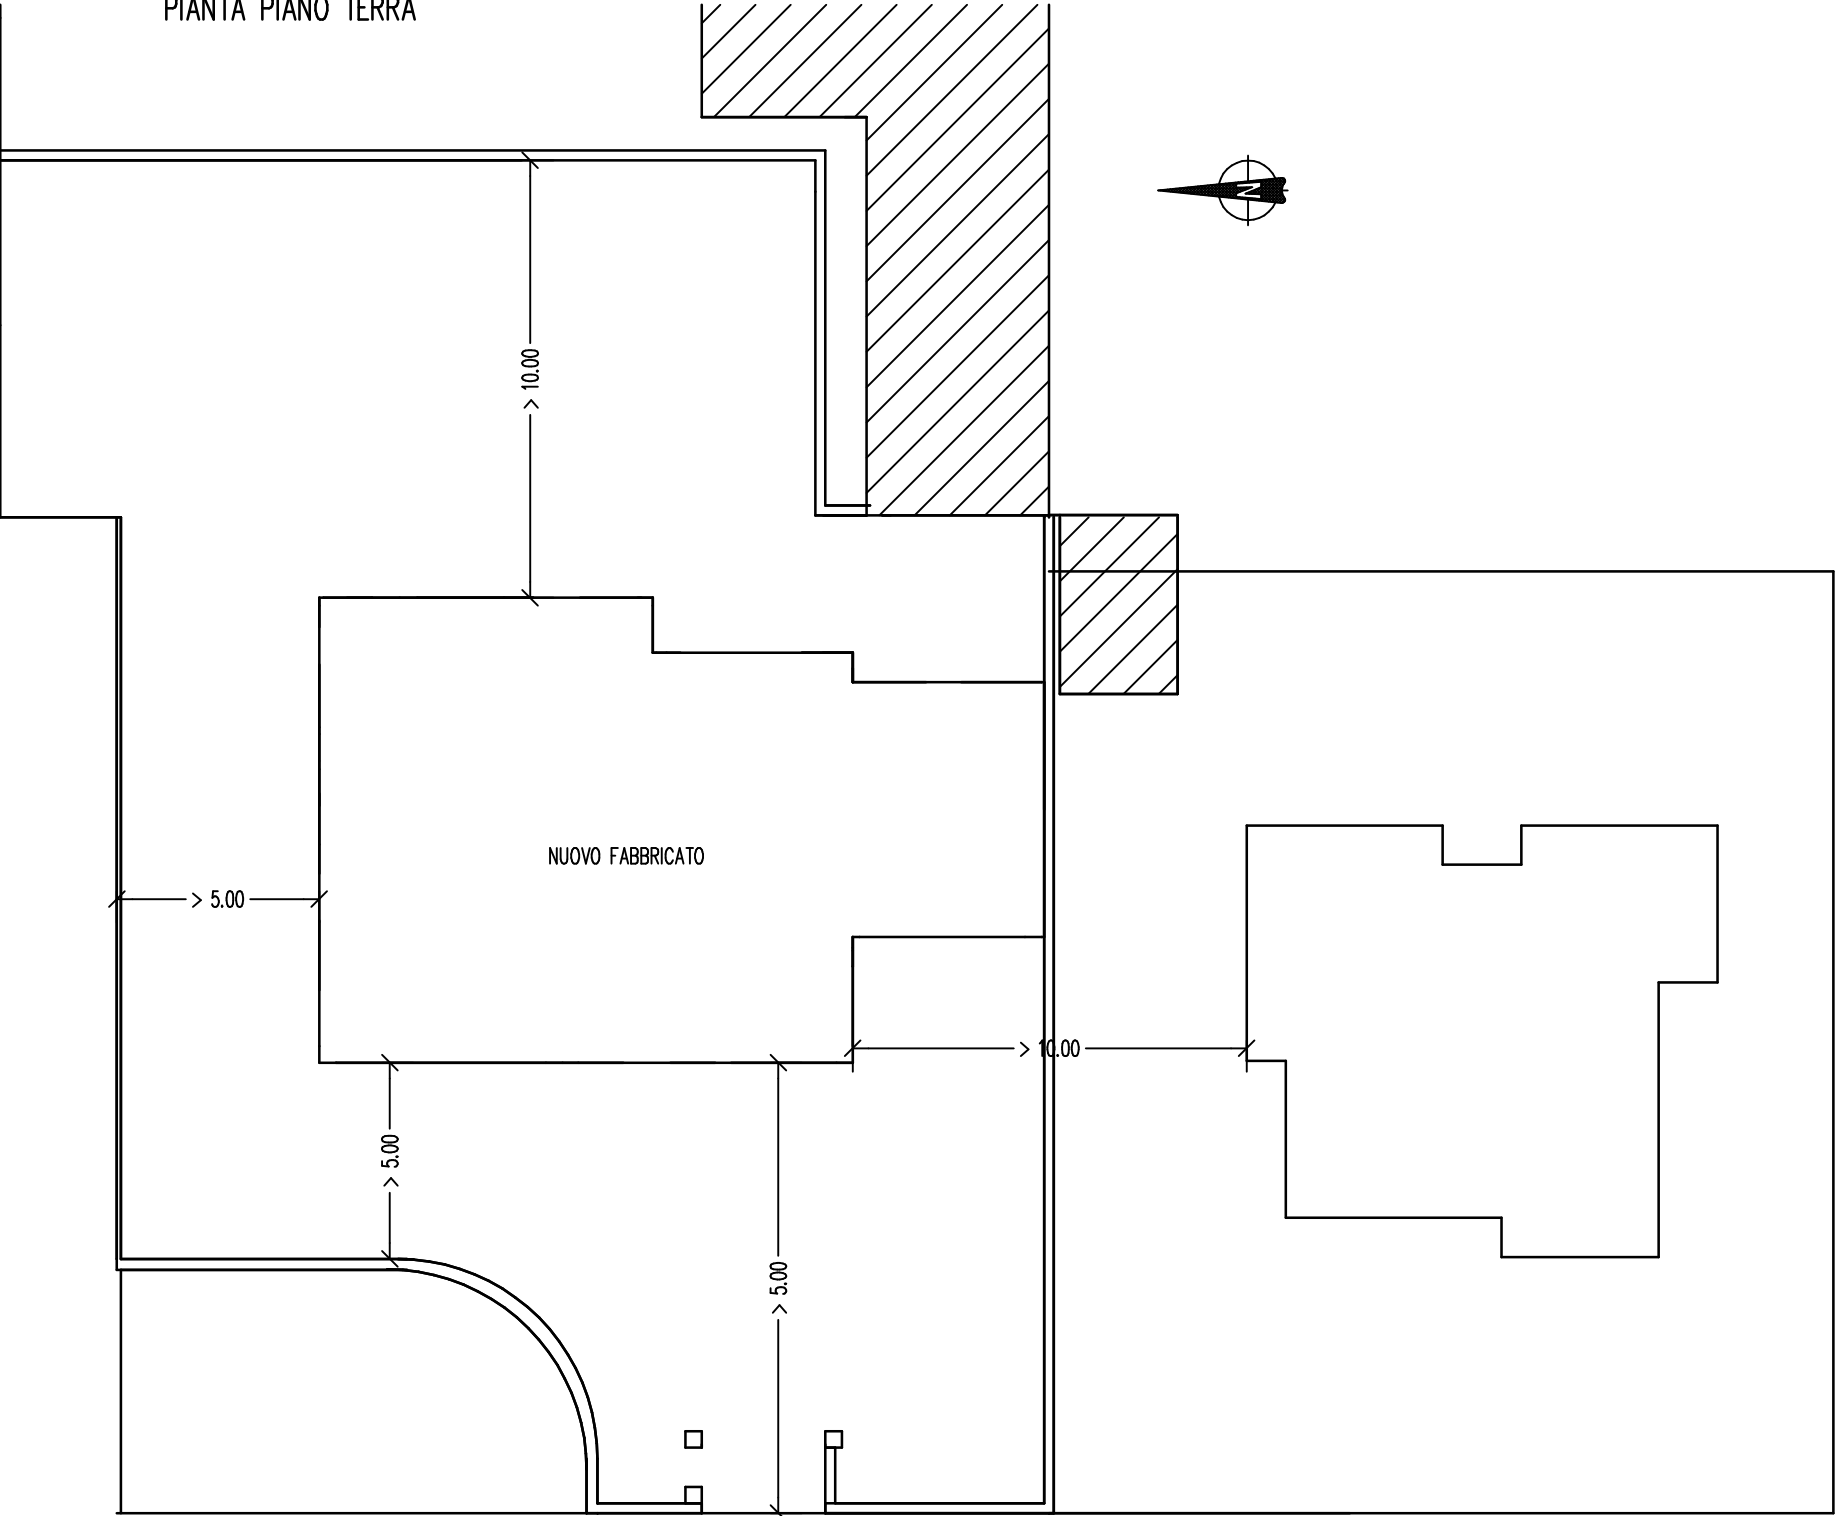 PIANTA PIANO TERRA
N
> 10.00
NUOVO FABBRICATO
> 5.00
> 10.00
> 5.00
> 5.00